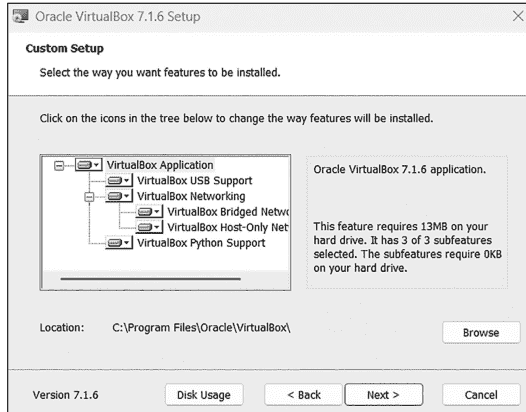 Oracle VirtualBox 7.1.6 Setup
Custom Setup
Select the way you want features to be installed.
Click on the icons in the tree below to change the way features will be installed.
VirtualBox Application
VirtualBox USB Support
VirtualBox Networking
VirtualBox Bridged Netwo
VirtualBox Host-Only Net
VirtualBox Python Support
Oracle VirtualBox 7.1.6 application.
This feature requires 13MB on your
hard drive. It has 3 of 3 subfeatures
selected. The subfeatures require 0KB
on your hard drive.
Location: C:\Program Files\Oracle\VirtualBox\
Browse
Version 7.1.6
Disk Usage
< Back
Next >
Cancel